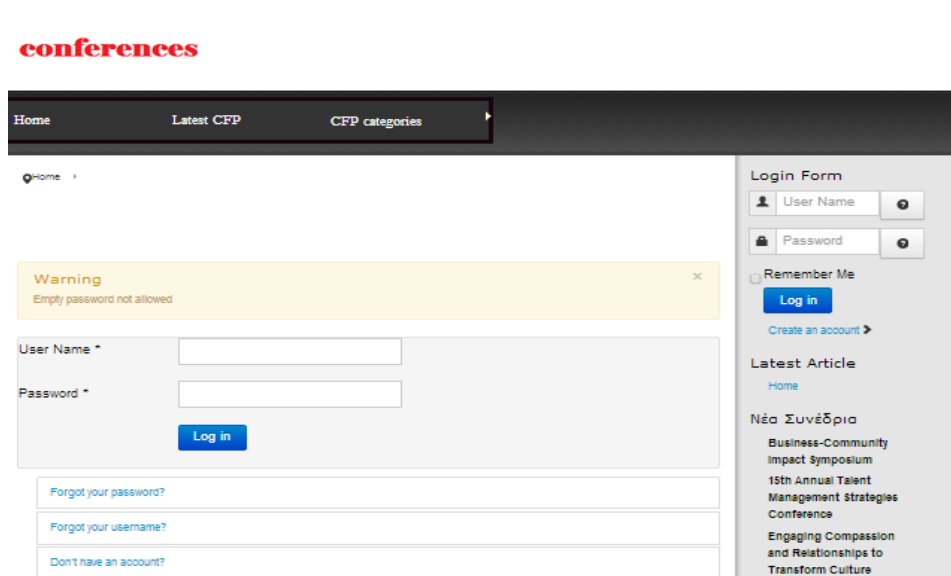 conferences
Home Latest CFP CFP categories
Home
Warning
Empty password not allowed
User Name *
Password *
Log in
Forgot your password?
Forgot your username?
Don't have an account?
Login Form
User Name
Password
Remember Me
Log in
Create an account
Latest Article
Home
Νέα Συνέδρια
Business-Community
Impact Symposium
15th Annual Talent
Management Strategies
Conference
Engaging Compassion
and Relationships to
Transform Culture